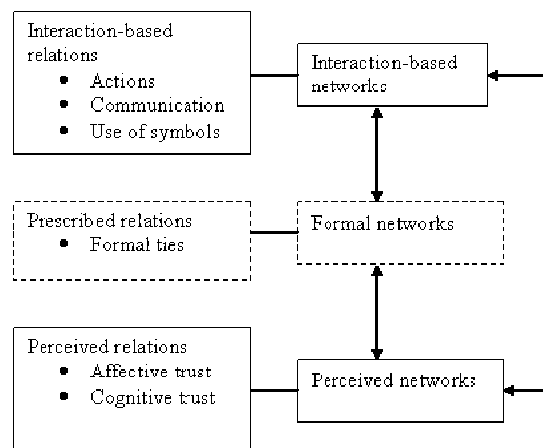 Interaction-based
relations
• Actions
• Communication
• Use of symbols
Interaction-based
networks
Prescribed relations
• Formal ties
Formal networks
Perceived relations
• Affective trust
• Cognitive trust
Perceived networks